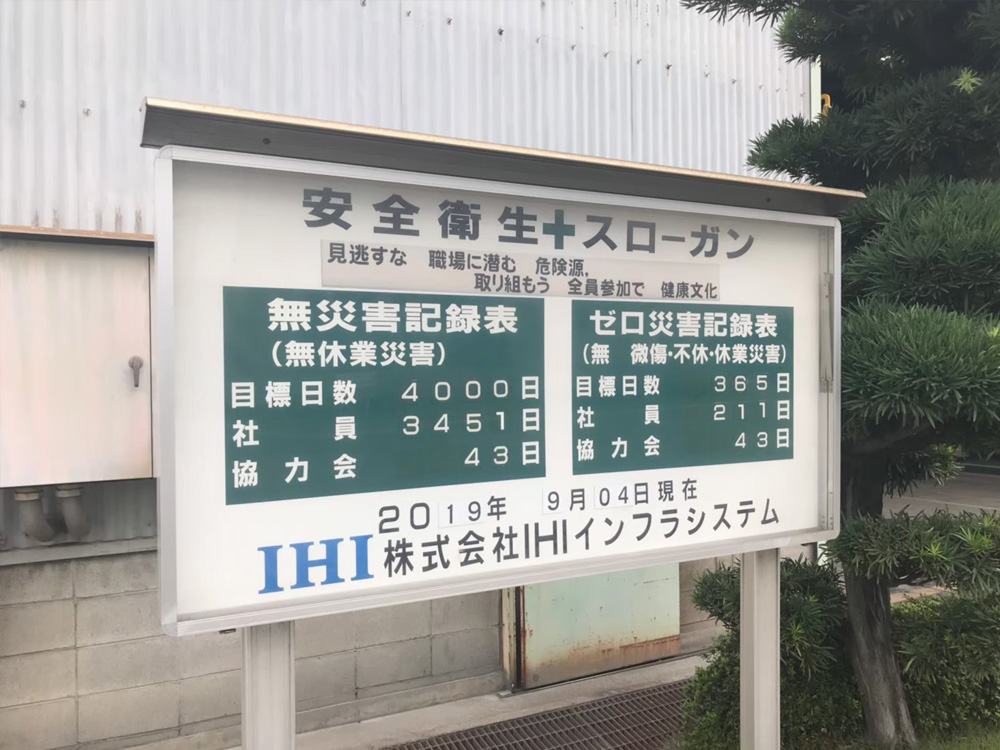 安全衛生✚スローガン
見逃すな 職場に潜む 危険源,
取り組もう 全員参加で 健康文化
無災害記録表
(無休業災害)
目標日数 4000日
社員 3451日
協力会 43日
ゼロ災害記録表
(無 微傷・不休・休業災害)
目標日数 365日
社員 211日
協力会 43日
2019年 9月04日現在
IHI 株式会社IHIインフラシステム